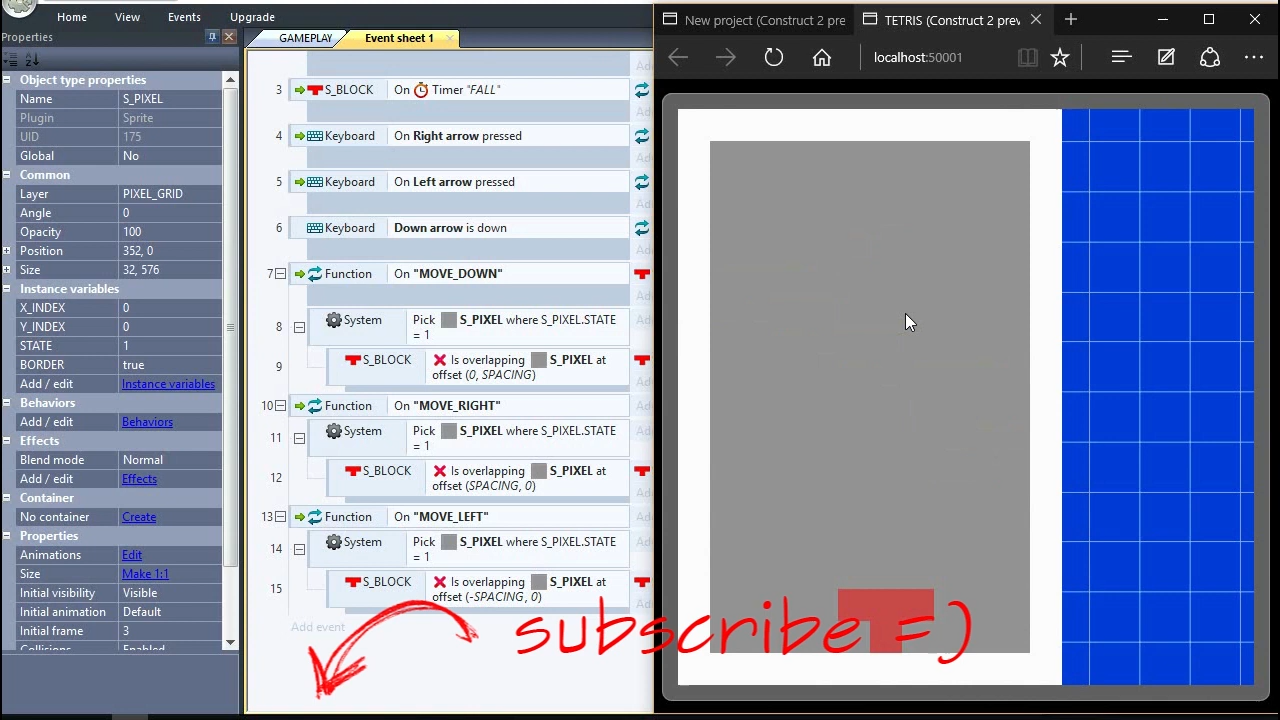 Home View Events Upgrade
Properties
Object type properties
Name S_PIXEL
Plugin Sprite
UID 175
Global No
Common
Layer PIXEL_GRID
Angle 0
Opacity 100
Position 352, 0
Size 32, 576
Instance variables
X_INDEX 0
Y_INDEX 0
STATE 1
BORDER true
Add / edit Instance variables
Behaviors
Add / edit Behaviors
Effects
Blend mode Normal
Add / edit Effects
Container
No container Create
Properties
Animations Edit
Size Make 1:1
Initial visibility Visible
Initial animation Default
Initial frame 3
Collisions Enabled
GAMEPLAY Event sheet 1
3 S_BLOCK On Timer "FALL"
4 Keyboard On Right arrow pressed
5 Keyboard On Left arrow pressed
6 Keyboard Down arrow is down
7 Function On "MOVE_DOWN"
8 System Pick S_PIXEL where S_PIXEL.STATE
= 1
9 S_BLOCK Is overlapping S_PIXEL at
offset (0, SPACING)
10 Function On "MOVE_RIGHT"
11 System Pick S_PIXEL where S_PIXEL.STATE
= 1
12 S_BLOCK Is overlapping S_PIXEL at
offset (SPACING, 0)
13 Function On "MOVE_LEFT"
14 System Pick S_PIXEL where S_PIXEL.STATE
= 1
15 S_BLOCK Is overlapping S_PIXEL at
offset (-SPACING, 0)
Add event
New project (Construct 2 pre
TETRIS (Construct 2 prev
localhost:50001
subscribe =)